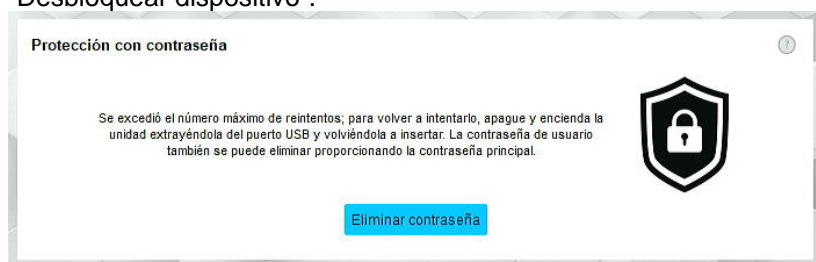 Desbloquear dispositivo".
Protección con contraseña
?
Se excedió el número máximo de reintentos; para volver a intentarlo, apague y encienda la
unidad extrayéndola del puerto USB y volviéndola a insertar. La contraseña de usuario
también se puede eliminar proporcionando la contraseña principal.
Eliminar contraseña